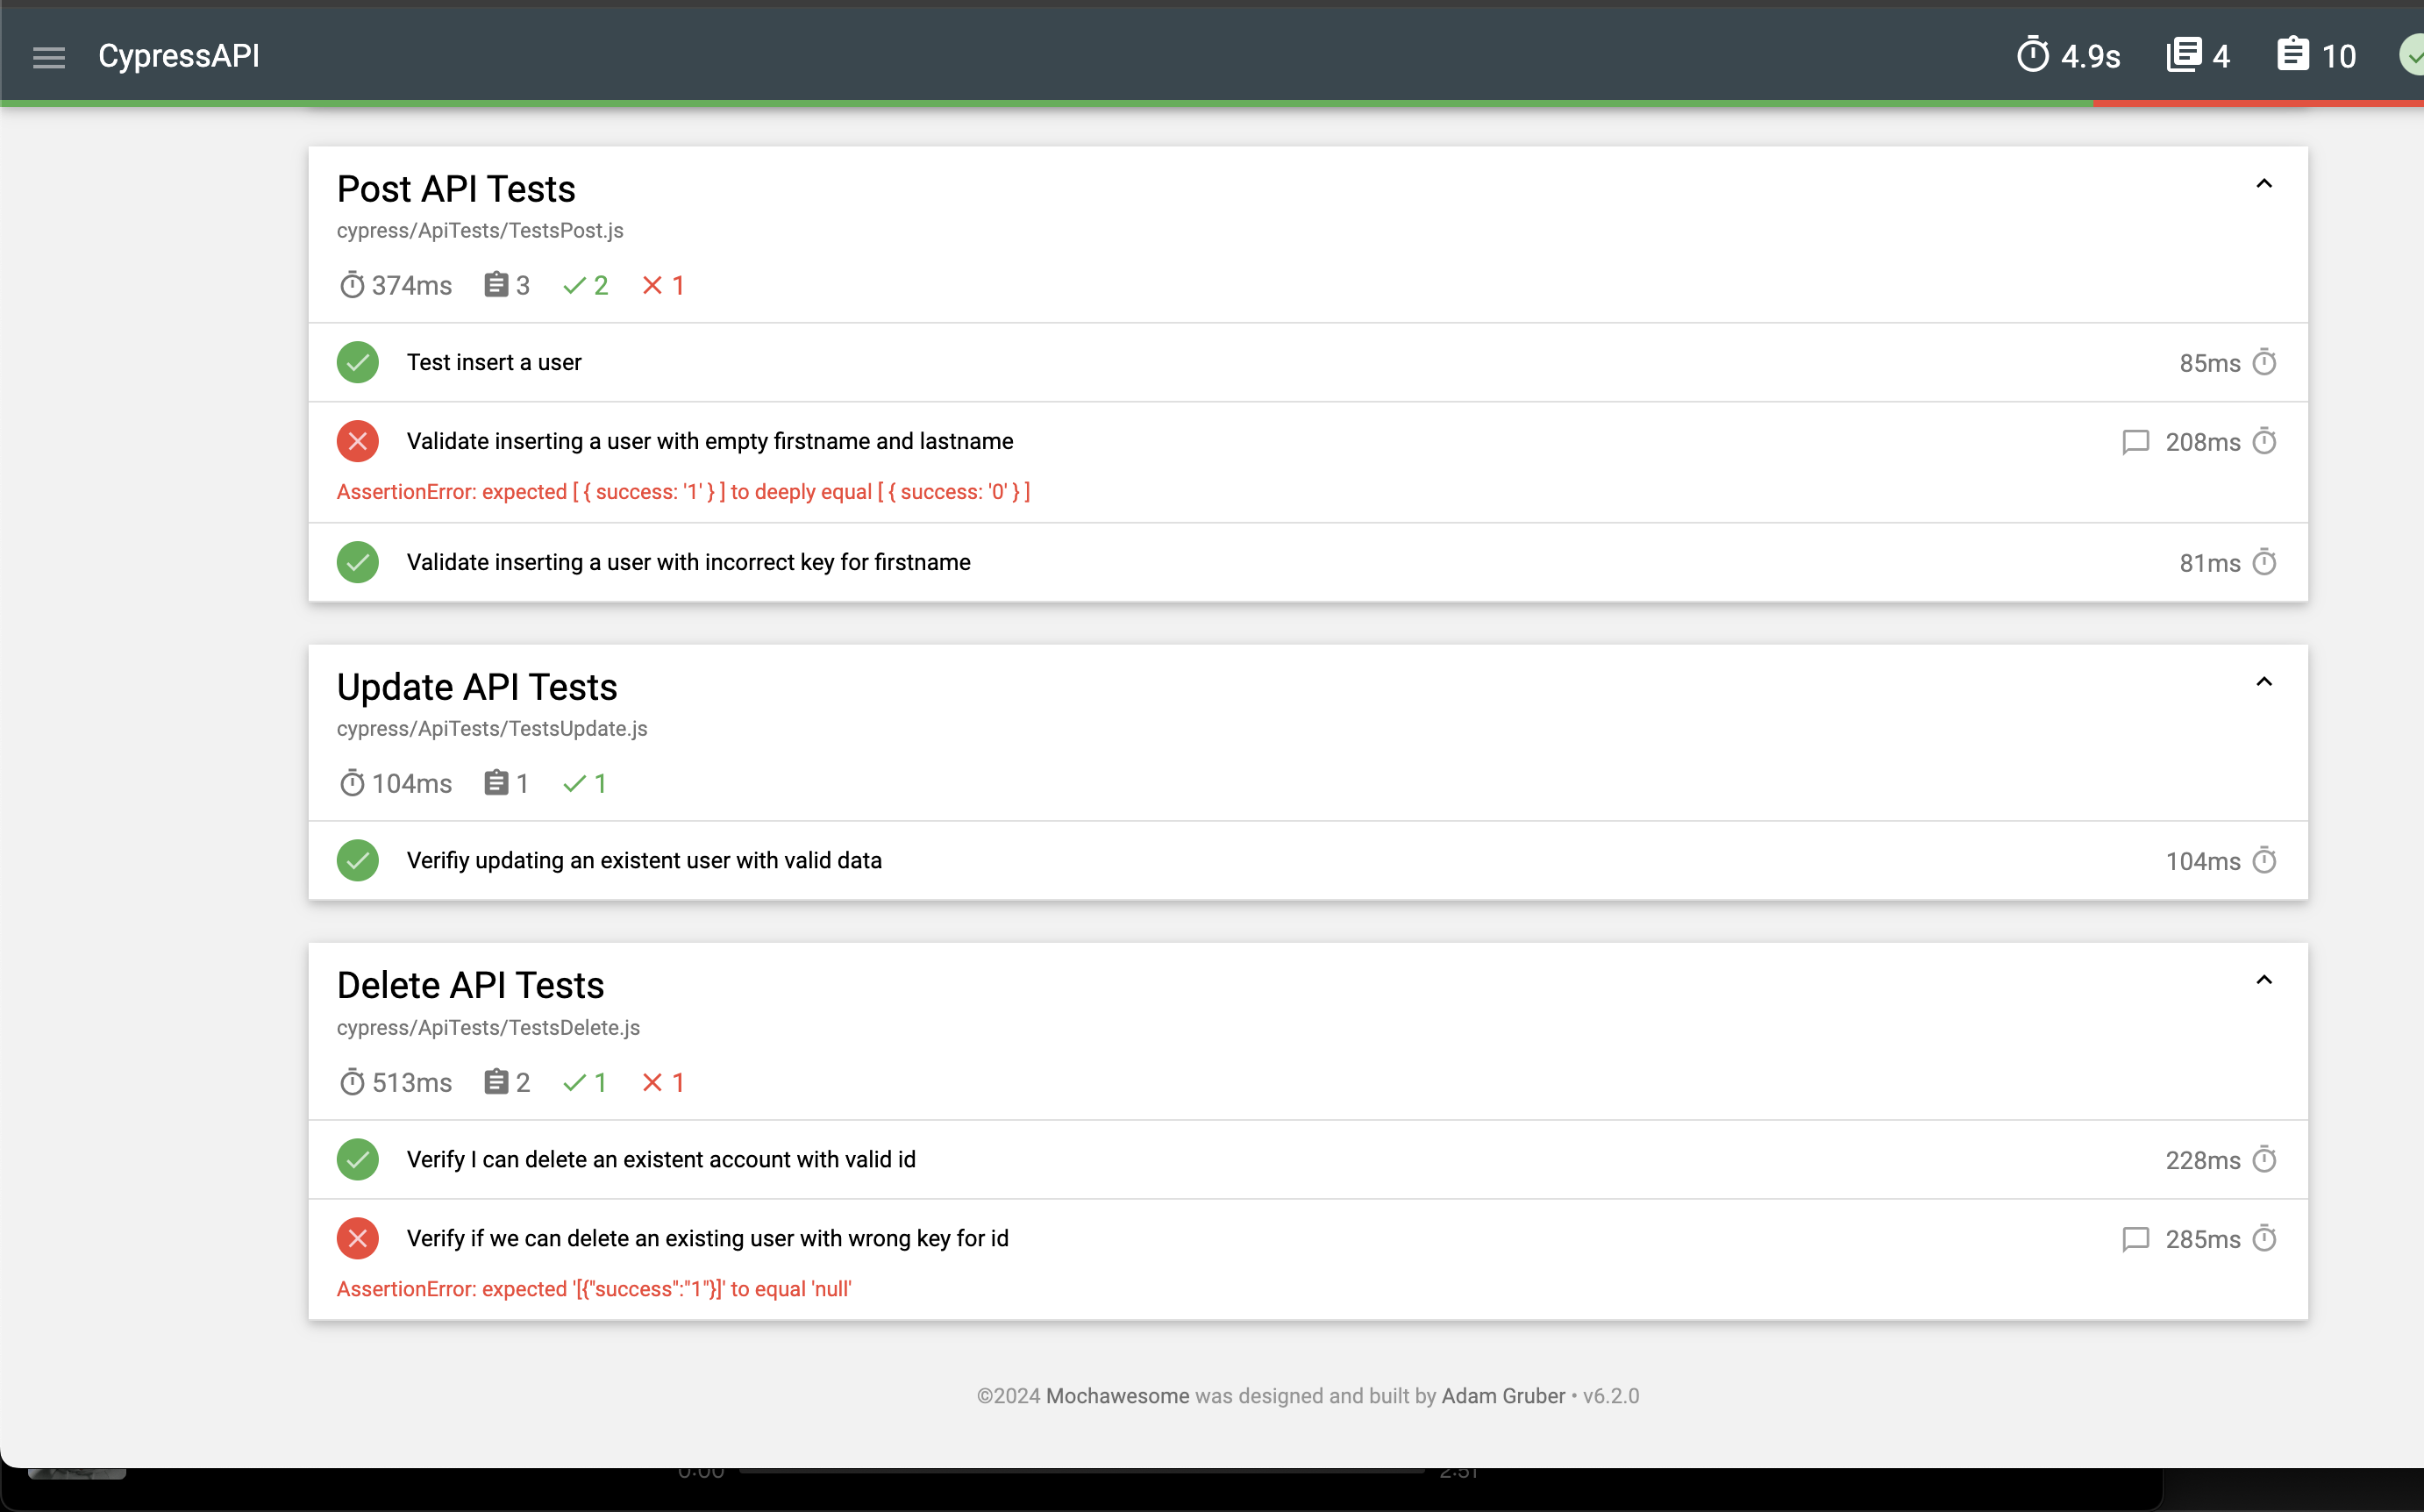 CypressAPI 4.9s 4 10
Post API Tests
cypress/ApiTests/TestsPost.js
374ms 3 2 1
Test insert a user 85ms
Validate inserting a user with empty firstname and lastname 208ms
AssertionError: expected [ { success: '1' } ] to deeply equal [ { success: '0' } ]
Validate inserting a user with incorrect key for firstname 81ms
Update API Tests
cypress/ApiTests/TestsUpdate.js
104ms 1 1
Verifiy updating an existent user with valid data 104ms
Delete API Tests
cypress/ApiTests/TestsDelete.js
513ms 2 1 1
Verify I can delete an existent account with valid id 228ms
Verify if we can delete an existing user with wrong key for id 285ms
AssertionError: expected '[{"success":"1"}]' to equal 'null'
©2024 Mochawesome was designed and built by Adam Gruber • v6.2.0
0:00 2:51